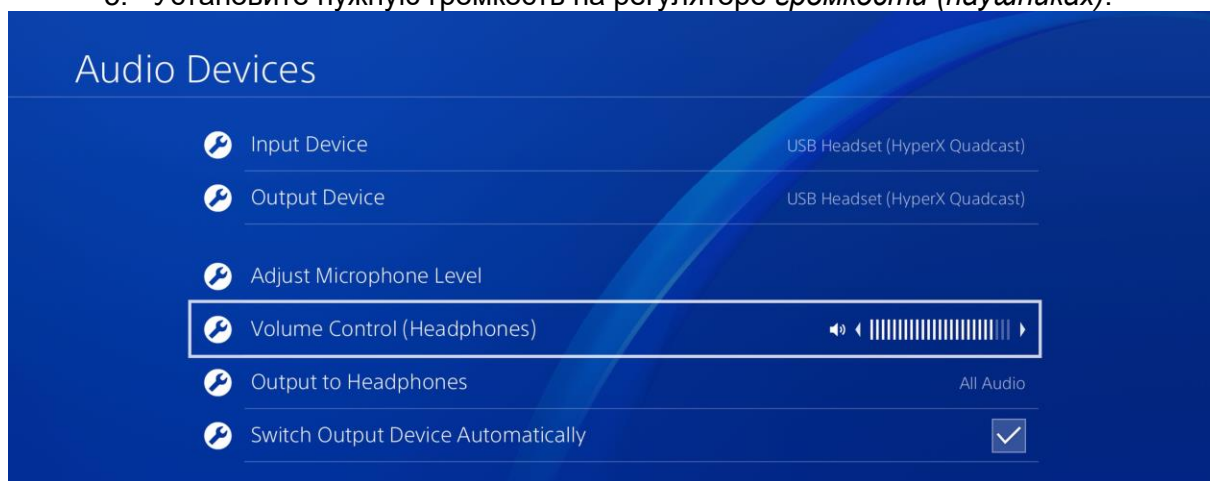 Установите нужную громкость на регуляторе громкости (наушниках).
Audio Devices
Input Device USB Headset (HyperX Quadcast)
Output Device USB Headset (HyperX Quadcast)
Adjust Microphone Level
Volume Control (Headphones)
Output to Headphones All Audio
Switch Output Device Automatically